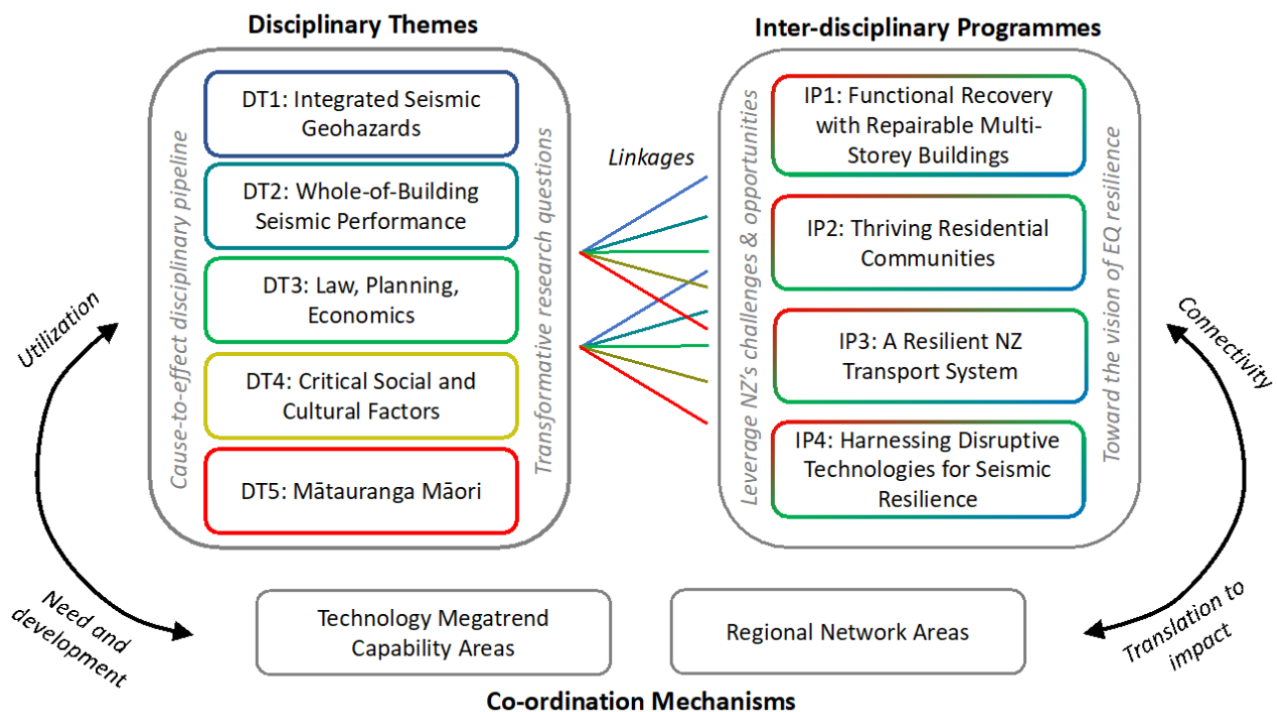 Disciplinary Themes
Cause-to-effect disciplinary pipeline
DT1: Integrated Seismic
Geohazards
DT2: Whole-of-Building
Seismic Performance
DT3: Law, Planning,
Economics
DT4: Critical Social and
Cultural Factors
DT5: Mātauranga Māori
Transformative research questions
Linkages
Inter-disciplinary Programmes
Leverage NZ's challenges & opportunities
IP1: Functional Recovery
with Repairable Multi-
Storey Buildings
IP2: Thriving Residential
Communities
IP3: A Resilient NZ
Transport System
IP4: Harnessing Disruptive
Technologies for Seismic
Resilience
Toward the vision of EQ resilience
Utilization
Need and
development
Connectivity
Translation to
impact
Technology Megatrend
Capability Areas
Regional Network Areas
Co-ordination Mechanisms